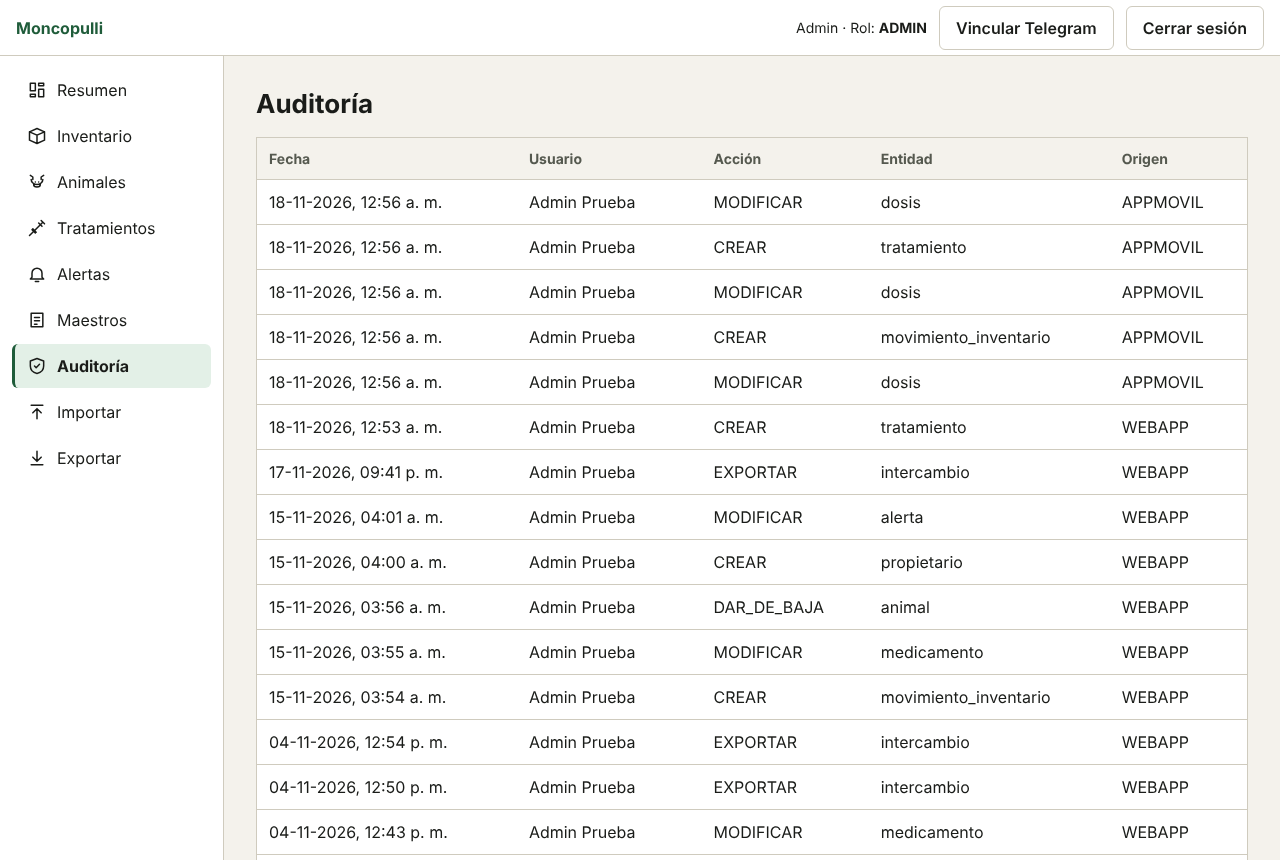 Moncopulli
Admin · Rol: ADMIN
Vincular Telegram
Cerrar sesión
Resumen
Inventario
Animales
Tratamientos
Alertas
Maestros
Auditoría
Importar
Exportar
Auditoría
Fecha Usuario Acción Entidad Origen
18-11-2026, 12:56 a. m. Admin Prueba MODIFICAR dosis APPMOVIL
18-11-2026, 12:56 a. m. Admin Prueba CREAR tratamiento APPMOVIL
18-11-2026, 12:56 a. m. Admin Prueba MODIFICAR dosis APPMOVIL
18-11-2026, 12:56 a. m. Admin Prueba CREAR movimiento_inventario APPMOVIL
18-11-2026, 12:56 a. m. Admin Prueba MODIFICAR dosis APPMOVIL
18-11-2026, 12:53 a. m. Admin Prueba CREAR tratamiento WEBAPP
17-11-2026, 09:41 p. m. Admin Prueba EXPORTAR intercambio WEBAPP
15-11-2026, 04:01 a. m. Admin Prueba MODIFICAR alerta WEBAPP
15-11-2026, 04:00 a. m. Admin Prueba CREAR propietario WEBAPP
15-11-2026, 03:56 a. m. Admin Prueba DAR_DE_BAJA animal WEBAPP
15-11-2026, 03:55 a. m. Admin Prueba MODIFICAR medicamento WEBAPP
15-11-2026, 03:54 a. m. Admin Prueba CREAR movimiento_inventario WEBAPP
04-11-2026, 12:54 p. m. Admin Prueba EXPORTAR intercambio WEBAPP
04-11-2026, 12:50 p. m. Admin Prueba EXPORTAR intercambio WEBAPP
04-11-2026, 12:43 p. m. Admin Prueba MODIFICAR medicamento WEBAPP